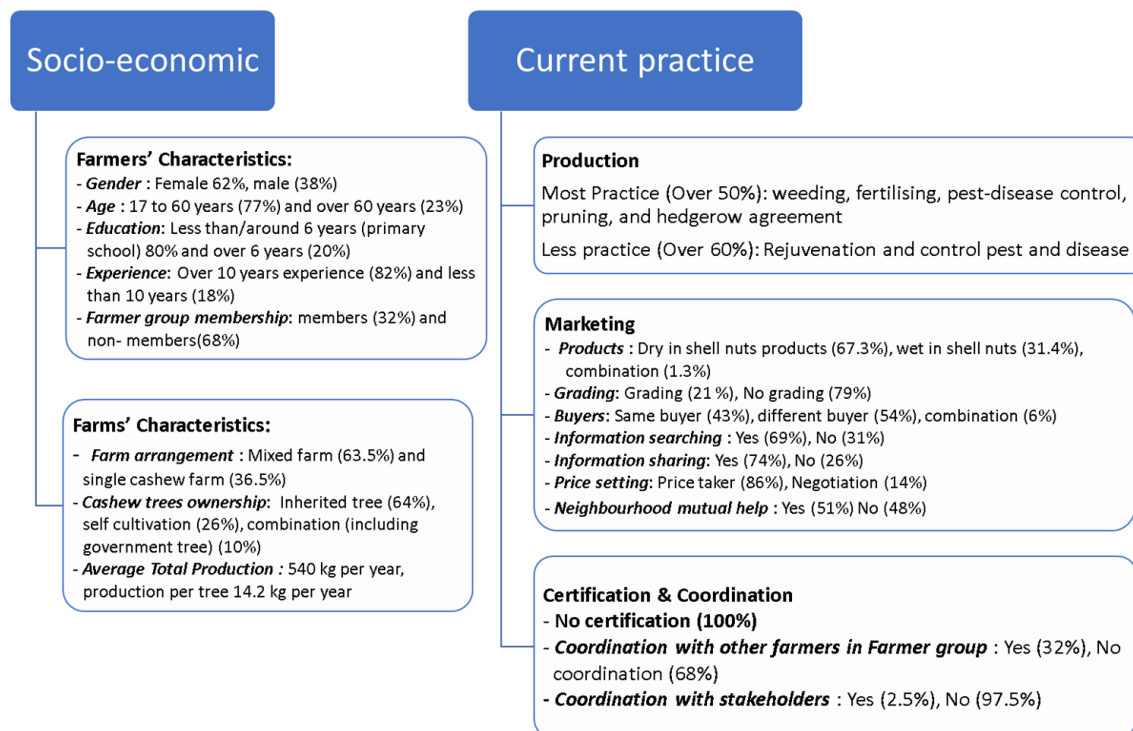 Socio-economic
Farmers' Characteristics:
- Gender : Female 62%, male (38%)
- Age : 17 to 60 years (77%) and over 60 years (23%)
- Education: Less than/around 6 years (primary
school) 80% and over 6 years (20%)
- Experience: Over 10 years experience (82%) and less
than 10 years (18%)
- Farmer group membership: members (32%) and
non- members(68%)
Farms' Characteristics:
- Farm arrangement : Mixed farm (63.5%) and
single cashew farm (36.5%)
- Cashew trees ownership: Inherited tree (64%),
self cultivation (26%), combination (including
government tree) (10%)
- Average Total Production : 540 kg per year,
production per tree 14.2 kg per year
Current practice
Production
Most Practice (Over 50%): weeding, fertilising, pest-disease control,
pruning, and hedgerow agreement
Less practice (Over 60%): Rejuvenation and control pest and disease
Marketing
- Products : Dry in shell nuts products (67.3%), wet in shell nuts (31.4%),
combination (1.3%)
- Grading: Grading (21%), No grading (79%)
- Buyers: Same buyer (43%), different buyer (54%), combination (6%)
- Information searching : Yes (69%), No (31%)
- Information sharing: Yes (74%), No (26%)
- Price setting: Price taker (86%), Negotiation (14%)
- Neighbourhood mutual help : Yes (51%) No (48%)
Certification & Coordination
- No certification (100%)
- Coordination with other farmers in Farmer group : Yes (32%), No
coordination (68%)
- Coordination with stakeholders : Yes (2.5%), No (97.5%)